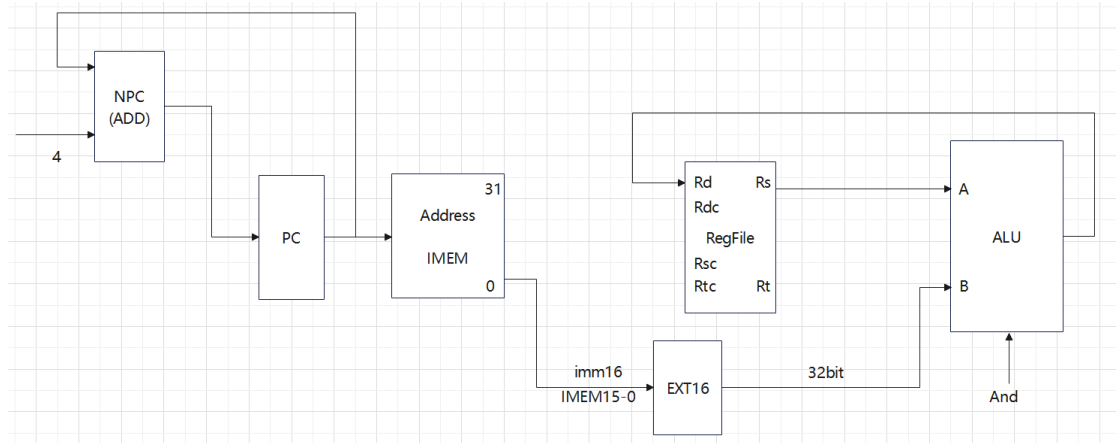 NPC
(ADD)
4
PC
31
Address
IMEM
0
imm16
IMEM15-0
EXT16
32bit
Rd Rs
Rdc
RegFile
Rsc
Rtc Rt
A
ALU
B
And